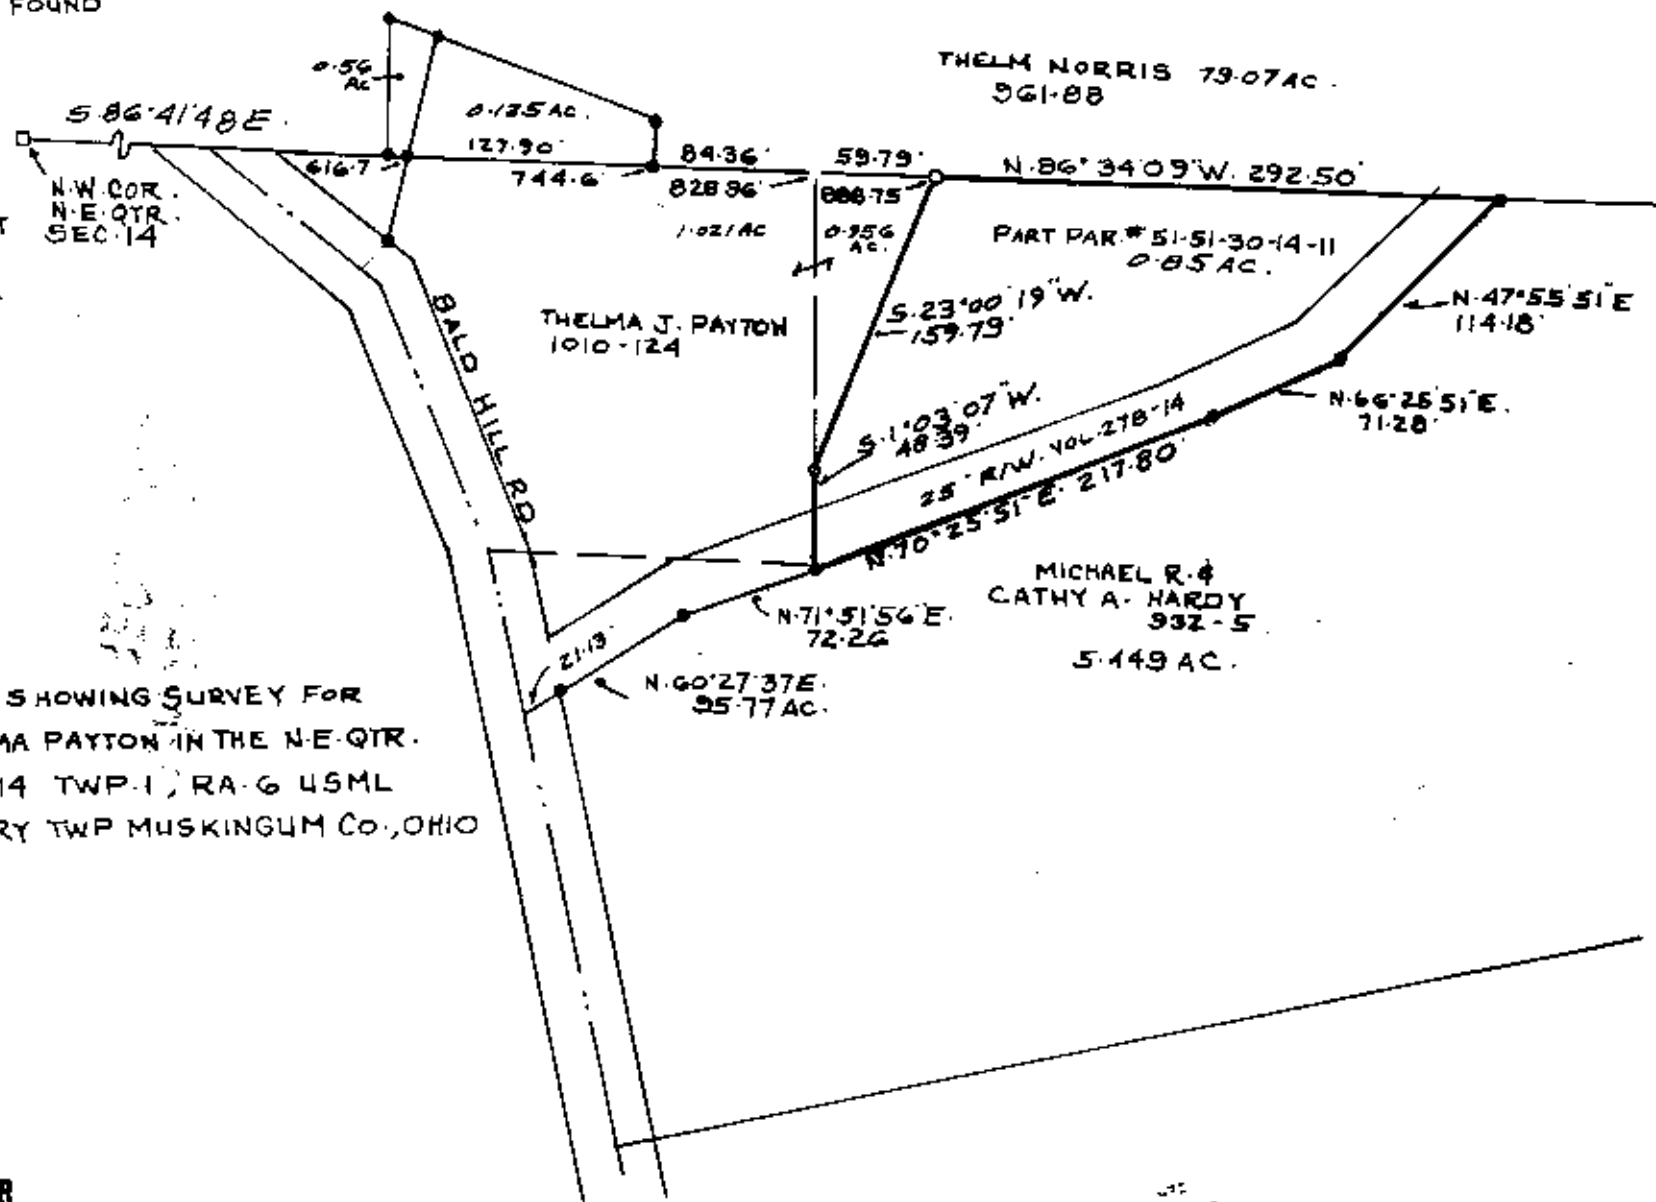 FOUND
THELM NORRIS 79.07 AC.
961-88
0.56
AC
S.86°41'48 E.
0.135 AC.
616.7
127.90'
744.6'
84.36'
828.96'
59.79'
888.75'
N.86°34'09"W. 292.50'
N.W. COR.
N.E. QTR.
SEC. 14
1.021 AC
0.956
AC.
PART PAR.# 51-51-30-14-11
0.85 AC.
BALD HILL RD
THELMA J. PAYTON
1010-124
S.23°00'19"W.
159.79'
N.47°55'51"E
114.18'
N.66°25'51"E.
71.28'
S.1°03'07"W.
48.39'
25' R/W. VOL. 278-14
N.70°25'51"E. 217.80'
MICHAEL R. &
CATHY A. HARDY
932-5
5.449 AC.
N.71°51'56"E.
72.26
21.13'
N.60°27'37 E.
95.77 AC.
SHOWING SURVEY FOR
MA PAYTON IN THE N.E. QTR.
14 TWP. 1, RA. 6 USML
RY TWP MUSKINGUM CO., OHIO
R